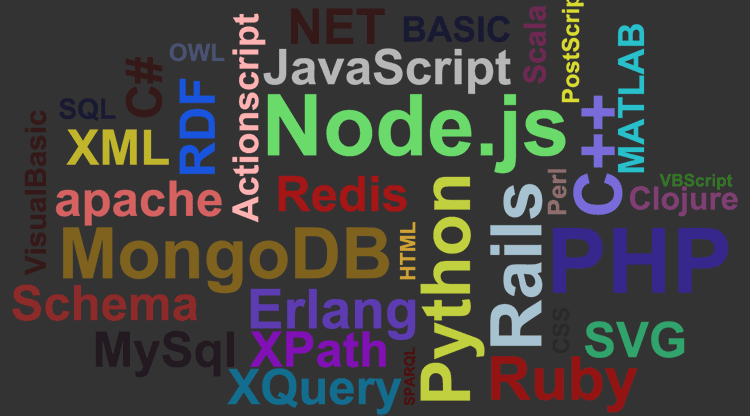 NET
BASIC
Scala
PostScript
OWL
JavaScript
C#
Actionscript
MATLAB
SQL
RDF
Node.js
C++
XML
VisualBasic
apache
Redis
Python
Rails
Perl
VBScript
Clojure
MongoDB
HTML
PHP
Schema
Erlang
CSS
MySql
XPath
SPARQL
SVG
XQuery
Ruby